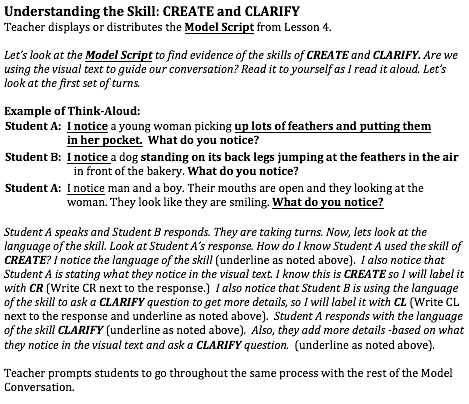 Understanding the Skill: CREATE and CLARIFY
Teacher displays or distributes the Model Script from Lesson 4.
Let's look at the Model Script to find evidence of the skills of CREATE and CLARIFY. Are we
using the visual text to guide our conversation? Read it to yourself as I read it aloud. Let's
look at the first set of turns.
Example of Think-Aloud:
Student A: I notice a young woman picking up lots of feathers and putting them
in her pocket. What do you notice?
Student B: I notice a dog standing on its back legs jumping at the feathers in the air
in front of the bakery. What do you notice?
Student A: I notice man and a boy. Their mouths are open and they looking at the
woman. They look like they are smiling. What do you notice?
Student A speaks and Student B responds. They are taking turns. Now, lets look at the
language of the skill. Look at Student A's response. How do I know Student A used the skill of
CREATE? I notice the language of the skill (underline as noted above). I also notice that
Student A is stating what they notice in the visual text. I know this is CREATE so I will label it
with CR (Write CR next to the response.) I also notice that Student B is using the language
of the skill to ask a CLARIFY question to get more details, so I will label it with CL (Write CL
next to the response and underline as noted above). Student A responds with the language
of the skill CLARIFY (underline as noted above). Also, they add more details -based on what
they notice in the visual text and ask a CLARIFY question. (underline as noted above).
Teacher prompts students to go throughout the same process with the rest of the Model
Conversation.